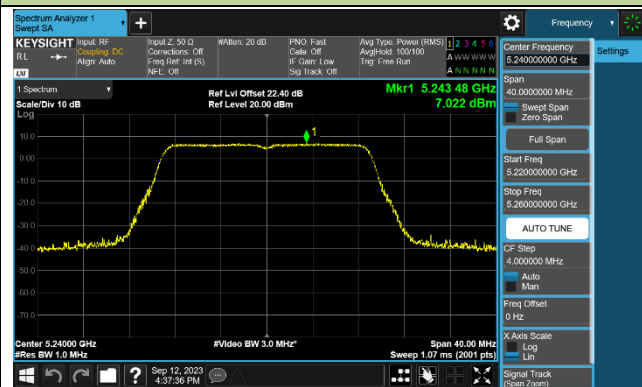 Spectrum Analyzer 1
Swept SA
Frequency
KEYSIGHT
RL
LXI
Input: RF
Coupling: DC
Align: Auto
Input Z: 50 Ω
Corrections: Off
Freq Ref: Int (S)
NFE: Off
#Atten: 20 dB
PNO: Fast
Gate: Off
IF Gain: Low
Sig Track: Off
Avg Type: Power (RMS)
Avg|Hold: 100/100
Trig: Free Run
1 2 3 4 5 6
A W W W W W
A N N N N N
1 Spectrum
Scale/Div 10 dB
Log
Ref Lvl Offset 22.40 dB
Ref Level 20.00 dBm
Mkr1 5.243 48 GHz
7.022 dBm
10.0
0.00
-10.0
-20.0
-30.0
-40.0
-50.0
-60.0
-70.0
1
Center 5.24000 GHz
#Res BW 1.0 MHz
#Video BW 3.0 MHz*
Span 40.00 MHz
Sweep 1.07 ms (2001 pts)
Sep 12, 2023
4:37:36 PM
Center Frequency
5.240000000 GHz
Settings
Span
40.0000000 MHz
Swept Span
Zero Span
Full Span
Start Freq
5.220000000 GHz
Stop Freq
5.260000000 GHz
AUTO TUNE
CF Step
4.000000 MHz
Auto
Man
Freq Offset
0 Hz
X Axis Scale
Log
Lin
Signal Track
(Span Zoom)